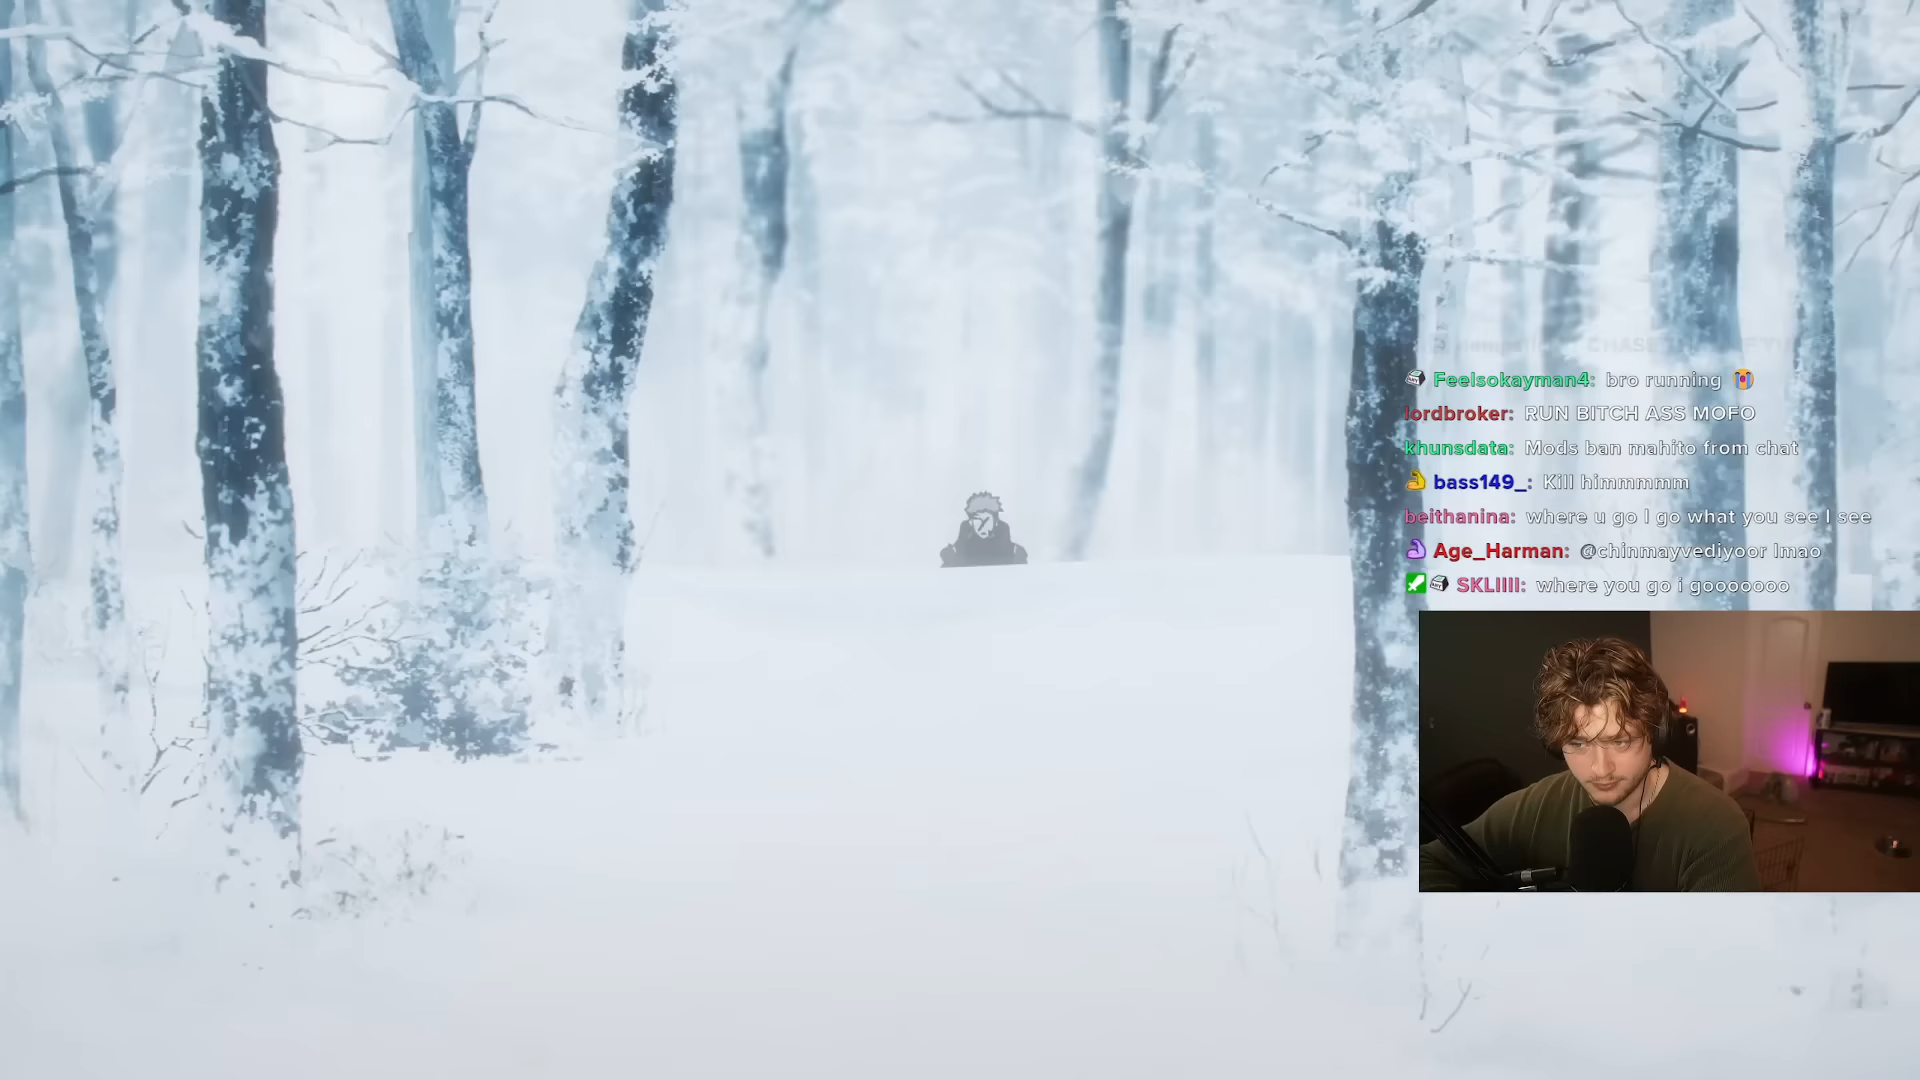 Feelsokayman4: bro running 😭
lordbroker: RUN BITCH ASS MOFO
khunsdata: Mods ban mahito from chat
bass149_: Kill himmmmm
beithanina: where u go I go what you see I see
Age_Harman: @chinmayvediyoor lmao
SKLIIII: where you go i gooooooo